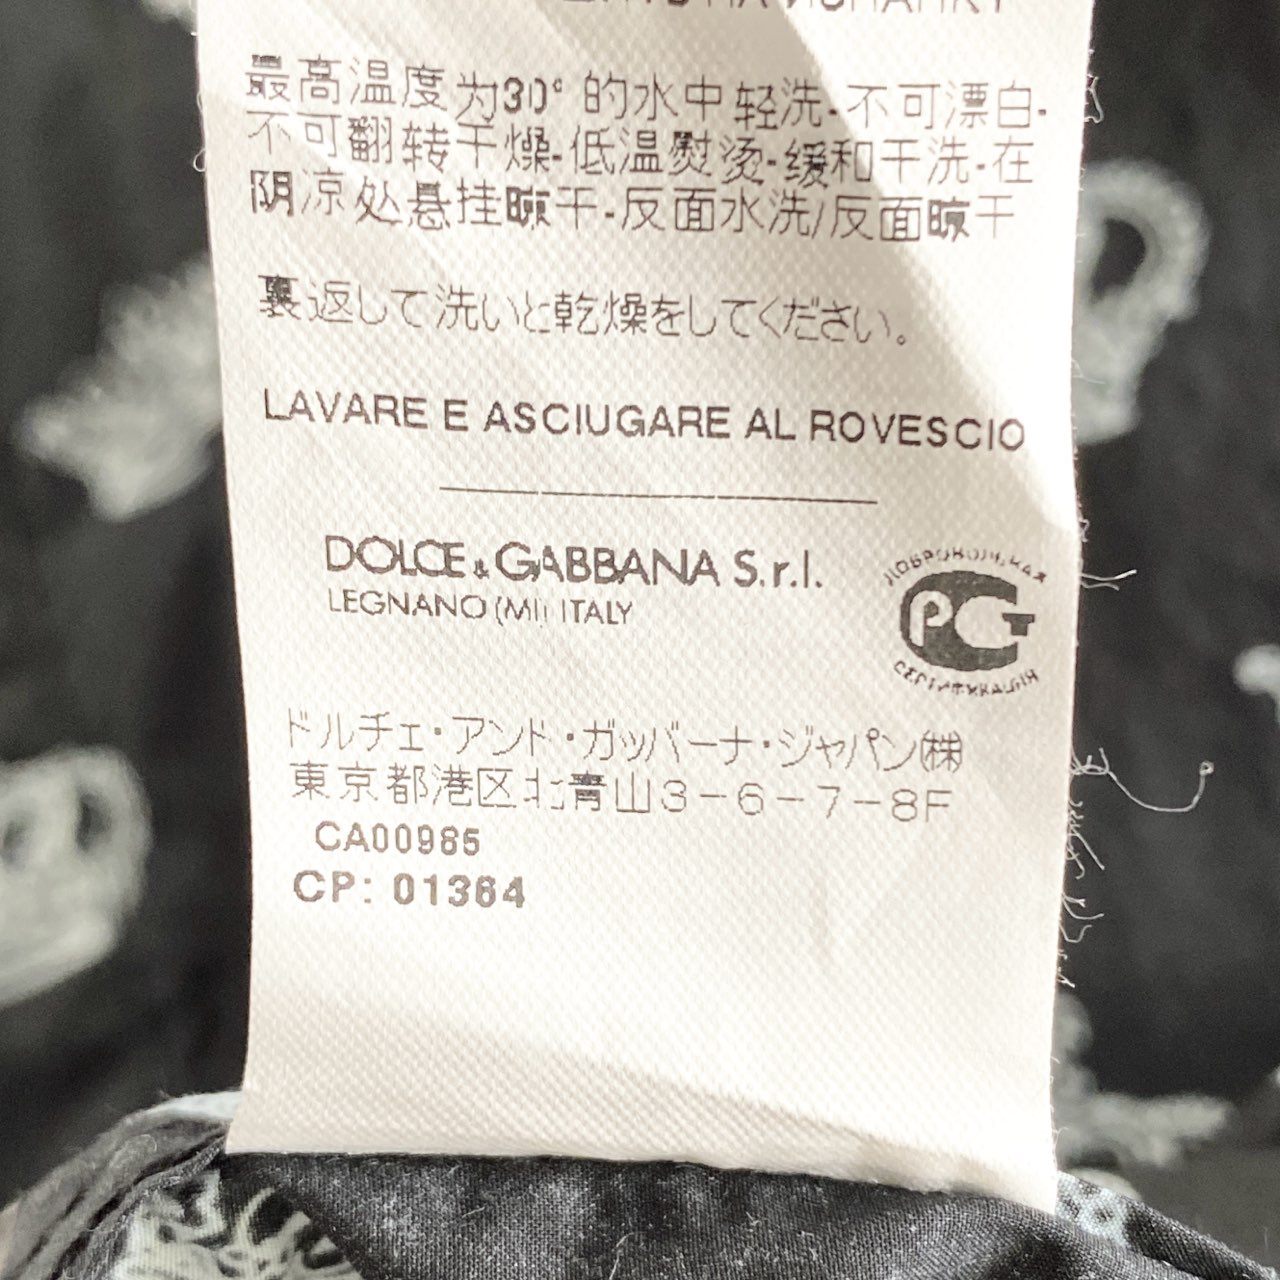 最高温度为30°的水中轻洗-不可漂白-
不可翻转干燥-低温熨烫-缓和干洗-在
阴凉处悬挂晾干-反面水洗/反面晾干
裏返して洗いと乾燥をしてください。
LAVARE E ASCIUGARE AL ROVESCIO
DOLCE & GABBANA S.r.l.
LEGNANO (MI) ITALY
ДОБРОВОЛЬНАЯ
РСТ
СЕРТИФИКАЦИЯ
ドルチェ・アンド・ガッバーナ・ジャパン㈱
東京都港区北青山3-6-7-8F
CA00985
CP: 01364